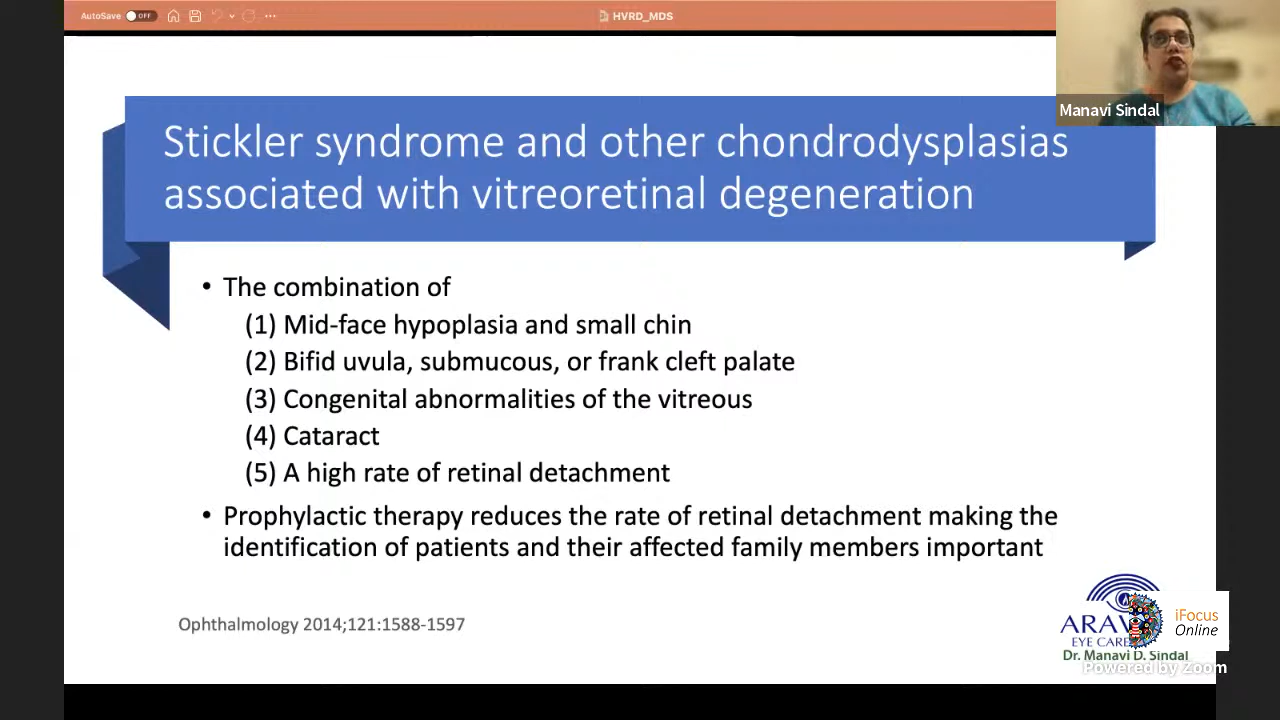 AutoSave OFF
HVRD_MDS
Manavi Sindal
Stickler syndrome and other chondrodysplasias
associated with vitreoretinal degeneration
• The combination of
(1) Mid-face hypoplasia and small chin
(2) Bifid uvula, submucous, or frank cleft palate
(3) Congenital abnormalities of the vitreous
(4) Cataract
(5) A high rate of retinal detachment
• Prophylactic therapy reduces the rate of retinal detachment making the
identification of patients and their affected family members important
Ophthalmology 2014;121:1588-1597
EYE CARE
iFocus
Online
Dr. Manavi D. Sindal
Powered by Zoom